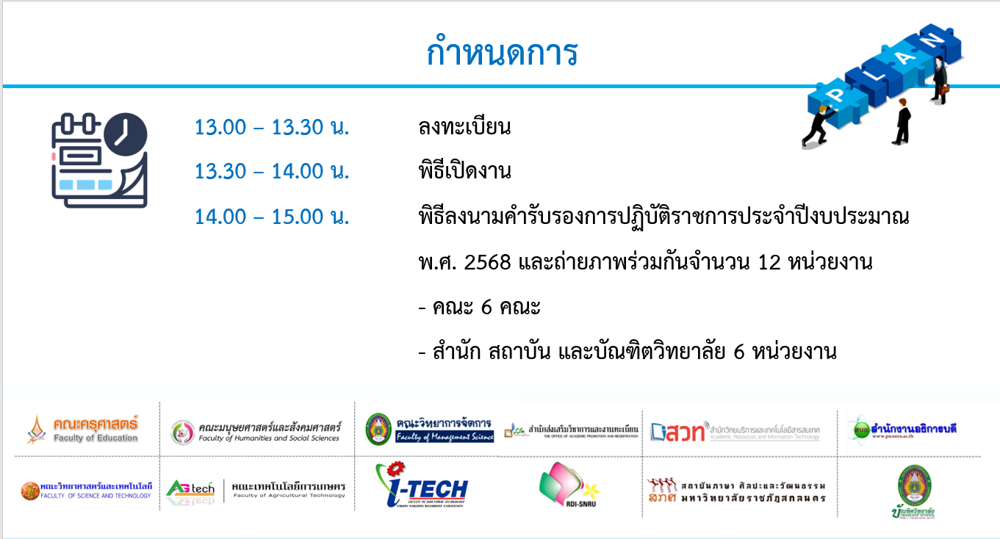 กำหนดการ
PLAN
13.00 – 13.30 น. ลงทะเบียน
13.30 – 14.00 น. พิธีเปิดงาน
14.00 – 15.00 น. พิธีลงนามคำรับรองการปฏิบัติราชการประจำปีงบประมาณ
พ.ศ. 2568 และถ่ายภาพร่วมกันจำนวน 12 หน่วยงาน
- คณะ 6 คณะ
- สำนัก สถาบัน และบัณฑิตวิทยาลัย 6 หน่วยงาน
คณะครุศาสตร์
Faculty of Education
คณะมนุษยศาสตร์และสังคมศาสตร์
Faculty of Humanities and Social Sciences
คณะวิทยาการจัดการ
Faculty of Management Science
สำนักส่งเสริมวิชาการและงานทะเบียน
THE OFFICE OF ACADEMIC PROMOTION AND REGISTRATION
สวท สำนักวิทยบริการและเทคโนโลยีสารสนเทศ
Academic Resources and Information Technology
สนอ สำนักงานอธิการบดี
คณะวิทยาศาสตร์และเทคโนโลยี
FACULTY OF SCIENCE AND TECHNOLOGY
AGtech คณะเทคโนโลยีการเกษตร
Faculty of Agricultural Technology
i-TECH
FACULTY OF INDUSTRIAL TECHNOLOGY
SAKON NAKHON RAJABHAT UNIVERSITY
RDI-SNRU
สถาบันภาษา ศิลปะและวัฒนธรรม
สภศ มหาวิทยาลัยราชภัฏสกลนคร
บัณฑิตวิทยาลัย